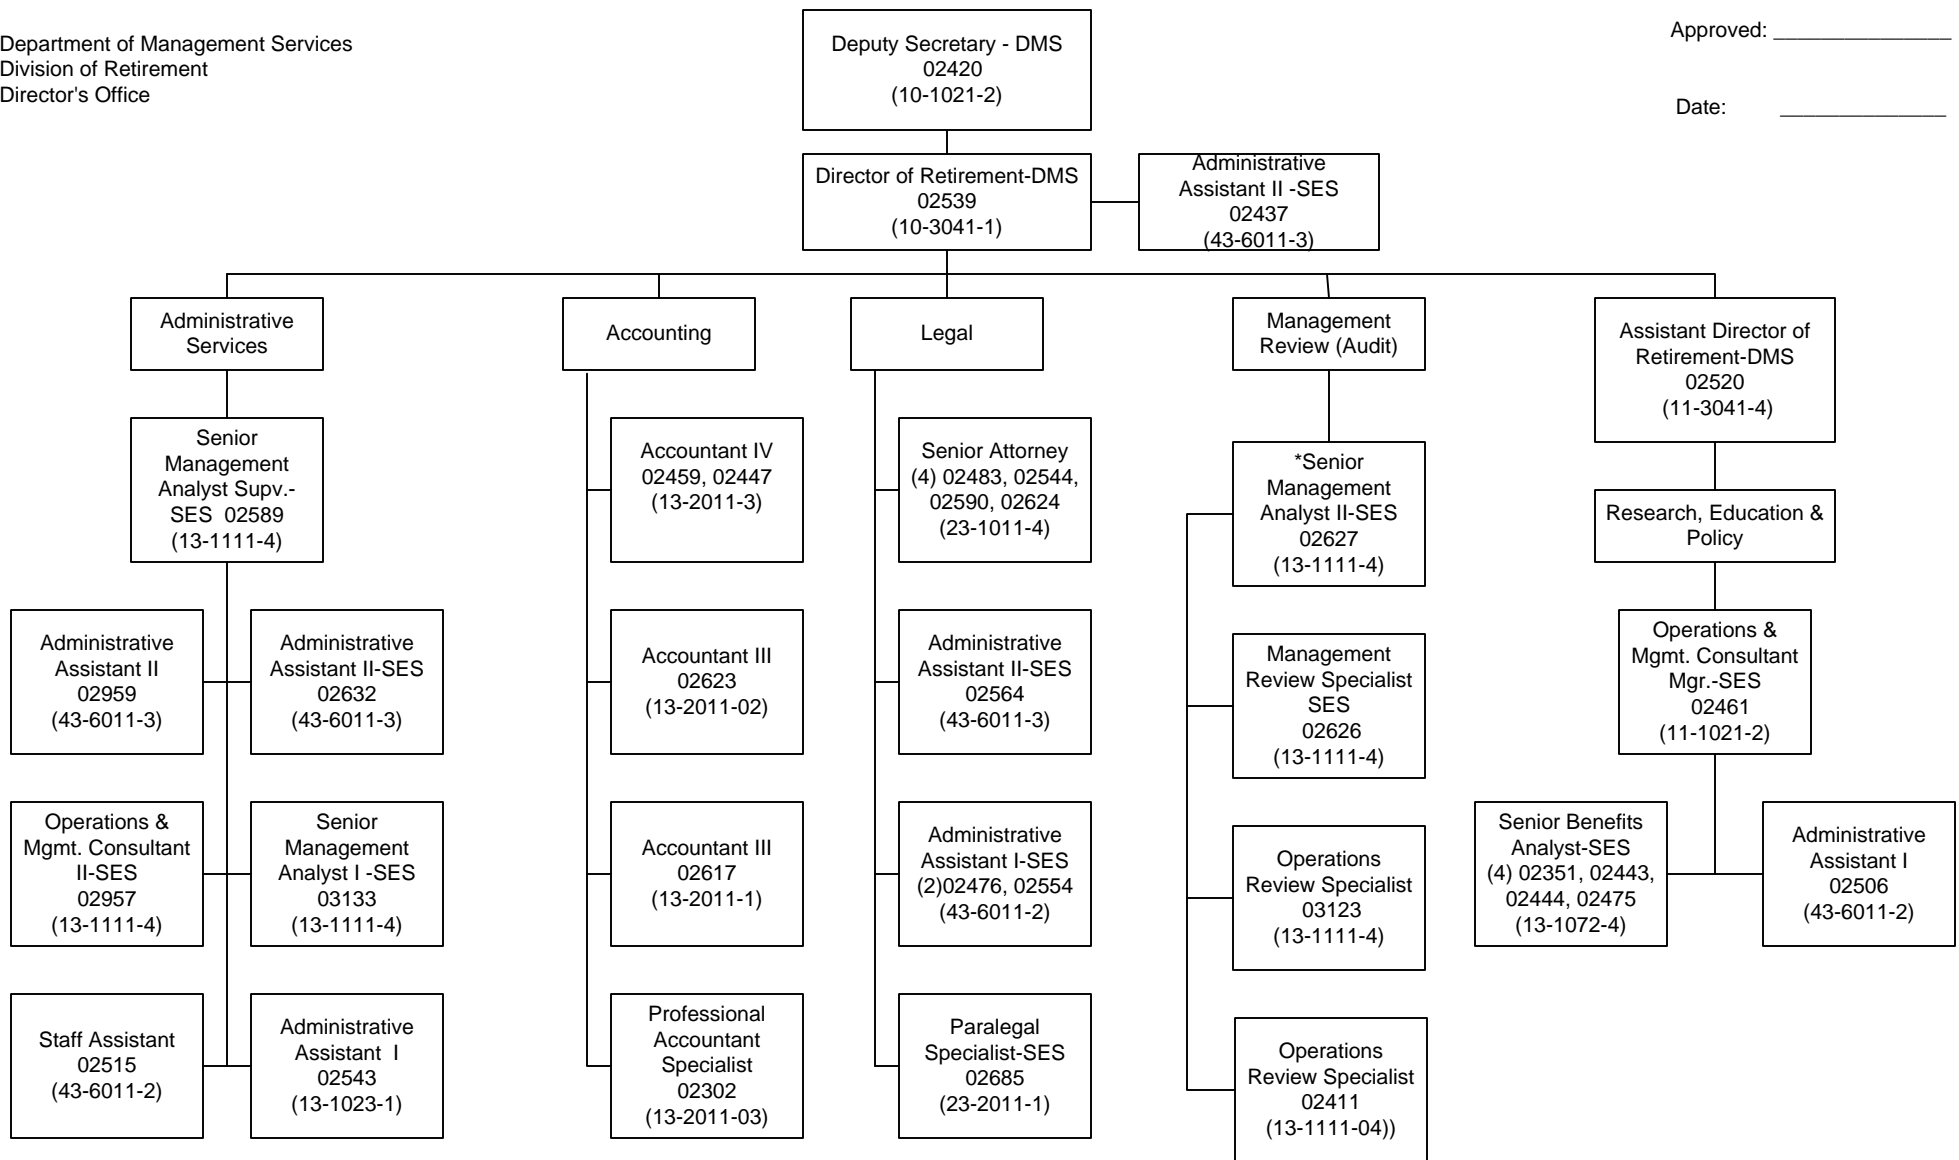 Department of Management Services
Division of Retirement
Director's Office
Deputy Secretary - DMS
02420
(10-1021-2)
Approved: _______________
Date: ______________
Director of Retirement-DMS
02539
(10-3041-1)
Administrative
Assistant II -SES
02437
(43-6011-3)
Administrative
Services
Accounting
Legal
Management
Review (Audit)
Assistant Director of
Retirement-DMS
02520
(11-3041-4)
Senior
Management
Analyst Supv.-
SES  02589
(13-1111-4)
Administrative
Assistant II
02959
(43-6011-3)
Administrative
Assistant II-SES
02632
(43-6011-3)
Operations &
Mgmt. Consultant
II-SES
02957
(13-1111-4)
Senior
Management
Analyst I -SES
03133
(13-1111-4)
Staff Assistant
02515
(43-6011-2)
Administrative
Assistant  I
02543
(13-1023-1)
Accountant IV
02459, 02447
(13-2011-3)
Accountant III
02623
(13-2011-02)
Accountant III
02617
(13-2011-1)
Professional
Accountant
Specialist
02302
(13-2011-03)
Senior Attorney
(4) 02483, 02544,
02590, 02624
(23-1011-4)
Administrative
Assistant II-SES
02564
(43-6011-3)
Administrative
Assistant I-SES
(2)02476, 02554
(43-6011-2)
Paralegal
Specialist-SES
02685
(23-2011-1)
*Senior
Management
Analyst II-SES
02627
(13-1111-4)
Management
Review Specialist
SES
02626
(13-1111-4)
Operations
Review Specialist
03123
(13-1111-4)
Operations
Review Specialist
02411
(13-1111-04))
Research, Education &
Policy
Operations &
Mgmt. Consultant
Mgr.-SES
02461
(11-1021-2)
Senior Benefits
Analyst-SES
(4) 02351, 02443,
02444, 02475
(13-1072-4)
Administrative
Assistant I
02506
(43-6011-2)